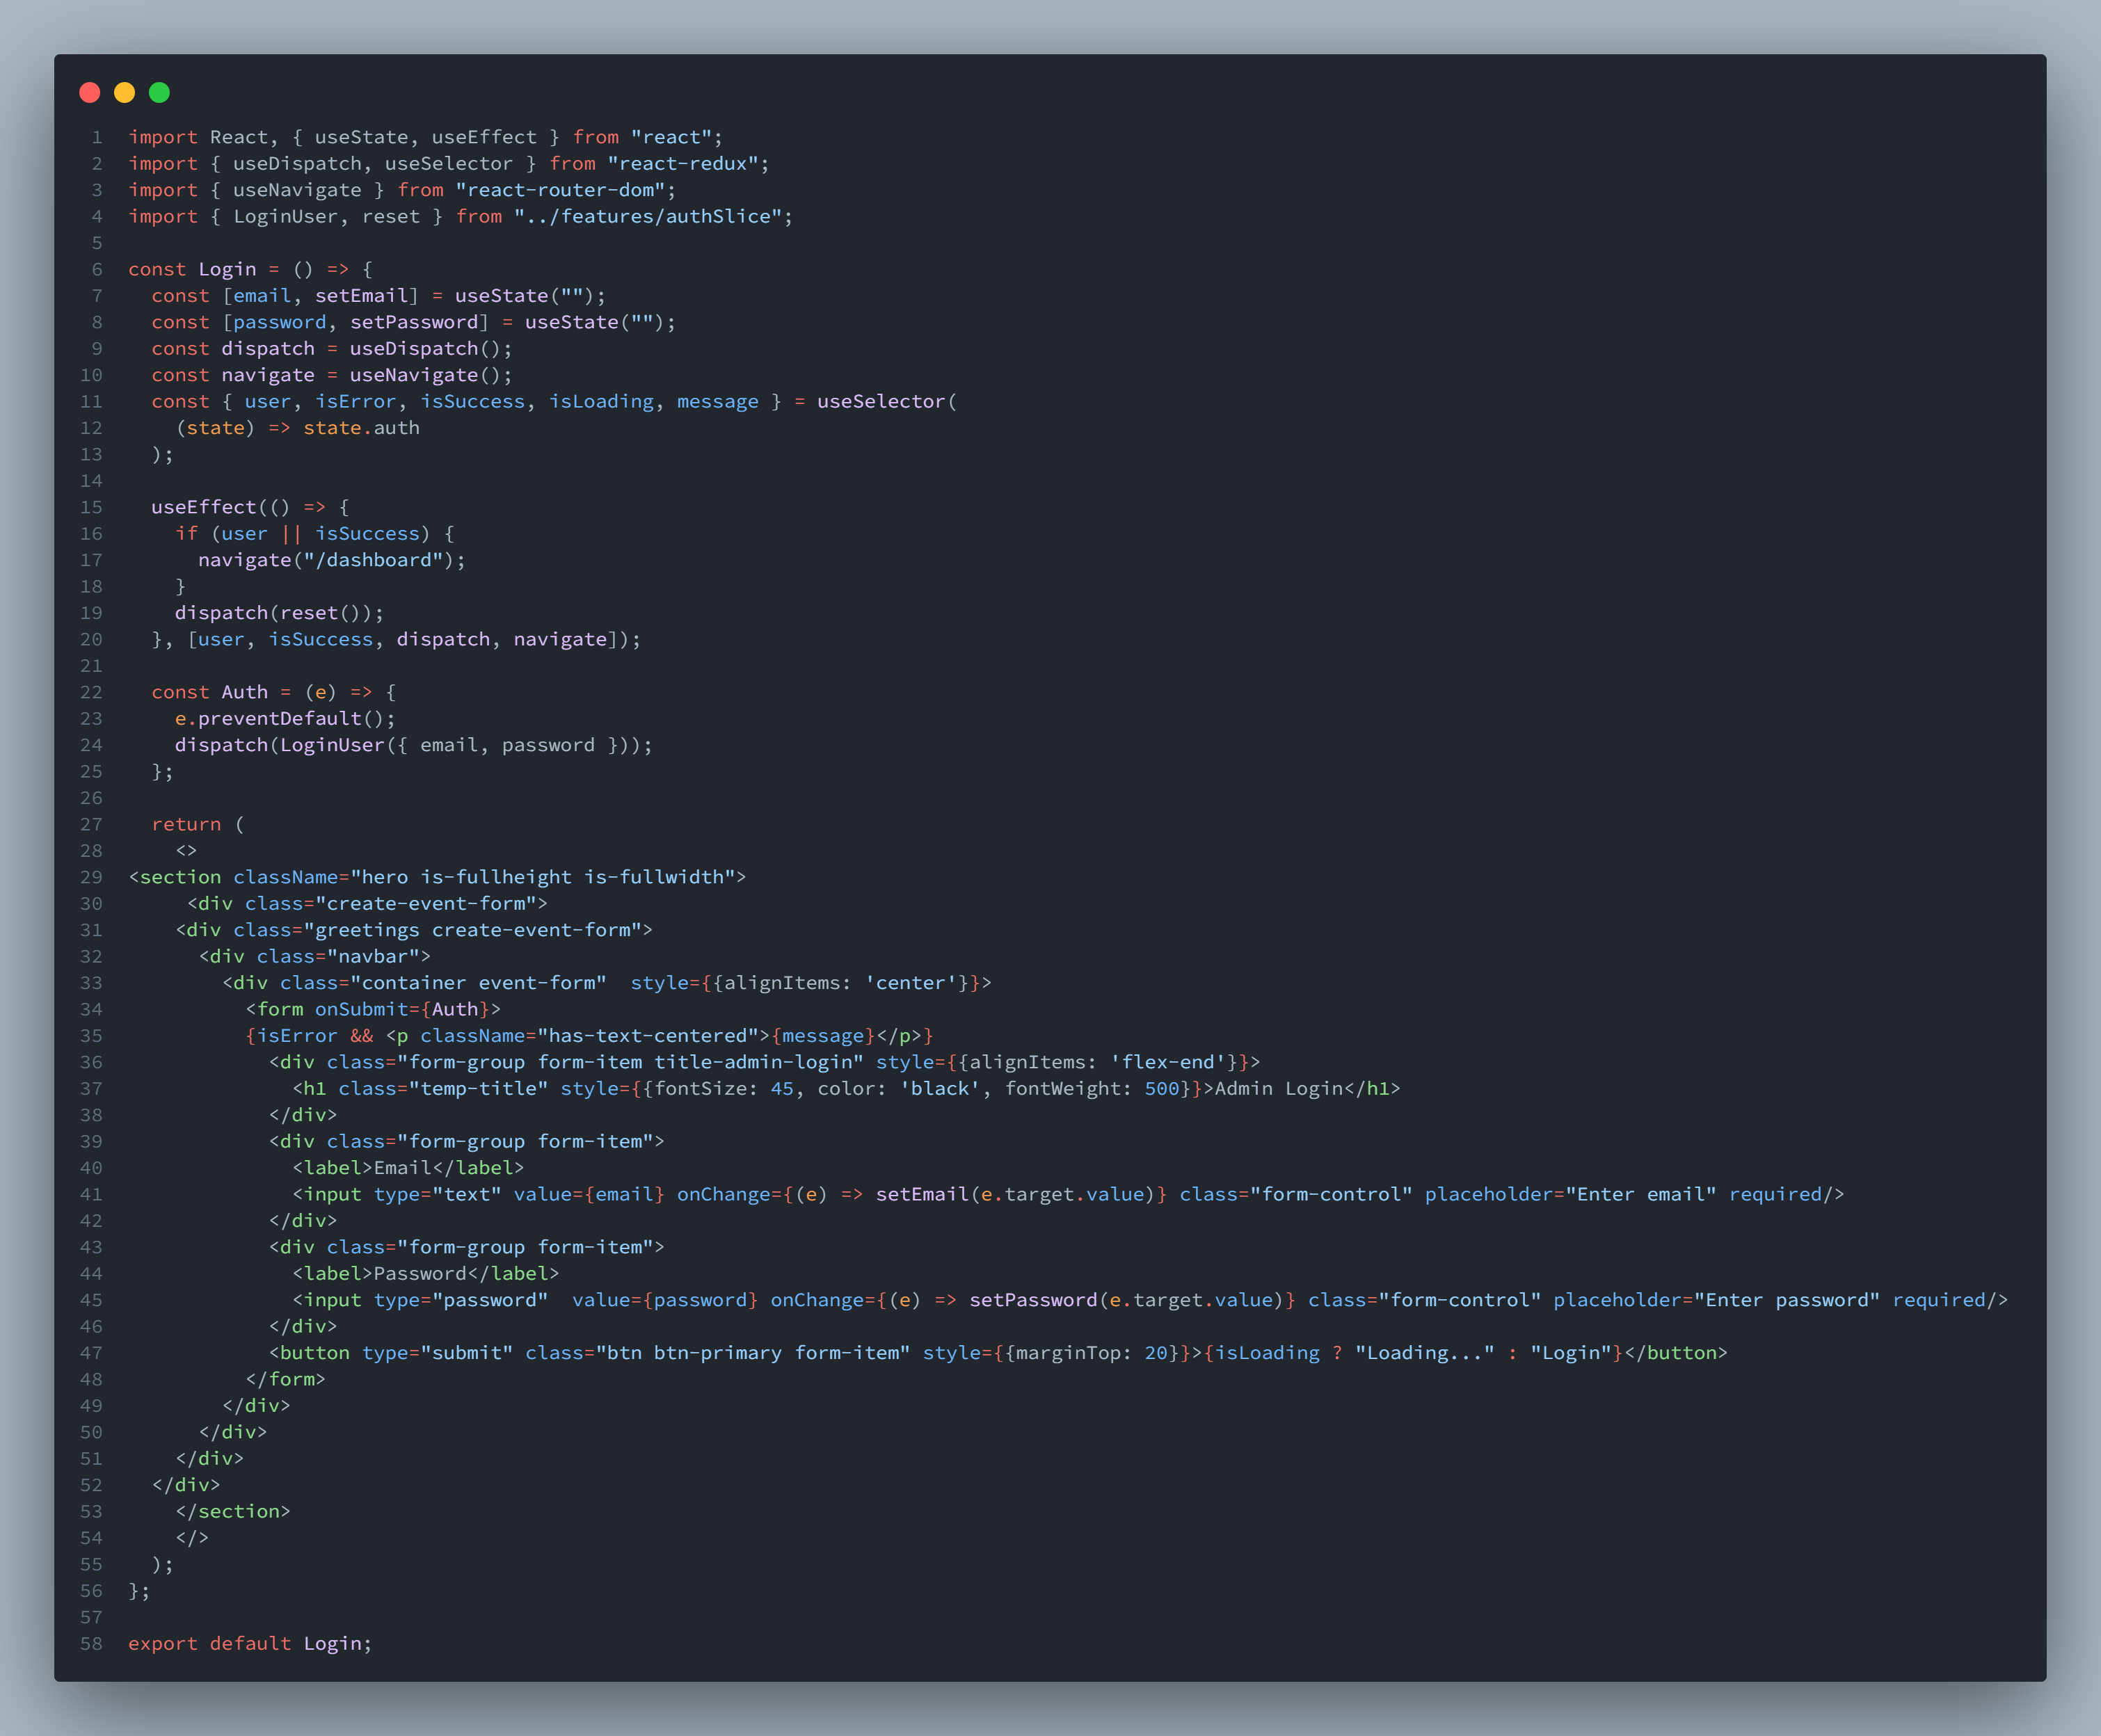 1 import React, { useState, useEffect } from "react";
2 import { useDispatch, useSelector } from "react-redux";
3 import { useNavigate } from "react-router-dom";
4 import { LoginUser, reset } from "../features/authSlice";
5
6 const Login = () => {
7   const [email, setEmail] = useState("");
8   const [password, setPassword] = useState("");
9   const dispatch = useDispatch();
10   const navigate = useNavigate();
11   const { user, isError, isSuccess, isLoading, message } = useSelector(
12     (state) => state.auth
13   );
14
15   useEffect(() => {
16     if (user || isSuccess) {
17       navigate("/dashboard");
18     }
19     dispatch(reset());
20   }, [user, isSuccess, dispatch, navigate]);
21
22   const Auth = (e) => {
23     e.preventDefault();
24     dispatch(LoginUser({ email, password }));
25   };
26
27   return (
28     <>
29 <section className="hero is-fullheight is-fullwidth">
30      <div class="create-event-form">
31     <div class="greetings create-event-form">
32       <div class="navbar">
33         <div class="container event-form"  style={{alignItems: 'center'}}>
34           <form onSubmit={Auth}>
35           {isError && <p className="has-text-centered">{message}</p>}
36             <div class="form-group form-item title-admin-login" style={{alignItems: 'flex-end'}}>
37               <h1 class="temp-title" style={{fontSize: 45, color: 'black', fontWeight: 500}}>Admin Login</h1>
38             </div>
39             <div class="form-group form-item">
40               <label>Email</label>
41               <input type="text" value={email} onChange={(e) => setEmail(e.target.value)} class="form-control" placeholder="Enter email" required/>
42             </div>
43             <div class="form-group form-item">
44               <label>Password</label>
45               <input type="password"  value={password} onChange={(e) => setPassword(e.target.value)} class="form-control" placeholder="Enter password" required/>
46             </div>
47             <button type="submit" class="btn btn-primary form-item" style={{marginTop: 20}}>{isLoading ? "Loading..." : "Login"}</button>
48           </form>
49         </div>
50       </div>
51     </div>
52   </div>
53     </section>
54     </>
55   );
56 };
57
58 export default Login;